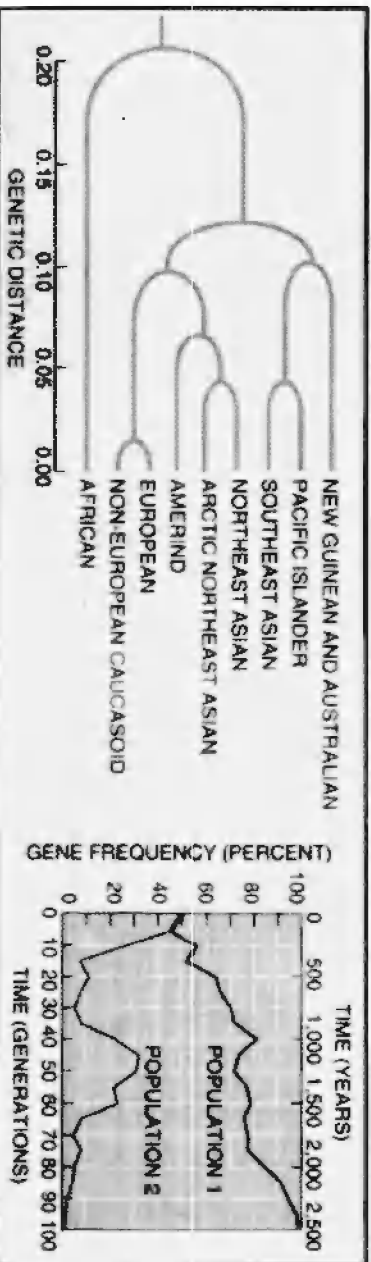 0.20
0.15
0.10
0.05
0.00
GENETIC DISTANCE
NEW GUINEAN AND AUSTRALIAN
PACIFIC ISLANDER
SOUTHEAST ASIAN
NORTHEAST ASIAN
ARCTIC NORTHEAST ASIAN
AMERIND
EUROPEAN
NON-EUROPEAN CAUCASOID
AFRICAN
TIME (YEARS)
0 500 1,000 1,500 2,000 2,500
GENE FREQUENCY (PERCENT)
100
80
60
40
20
0
POPULATION 1
POPULATION 2
0 10 20 30 40 50 60 70 80 90 100
TIME (GENERATIONS)